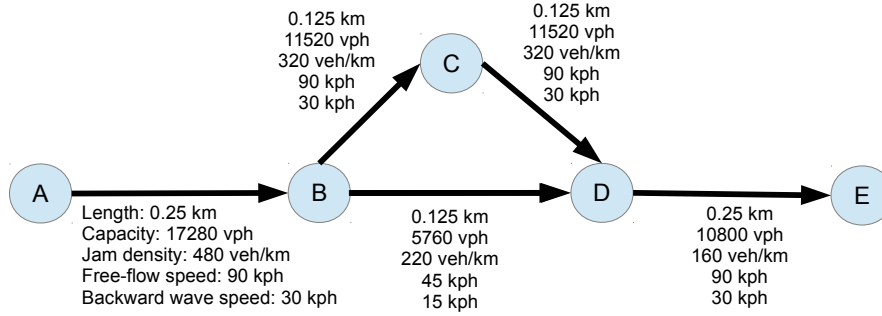 0.125 km
11520 vph
320 veh/km
90 kph
30 kph
0.125 km
11520 vph
320 veh/km
90 kph
30 kph
C
A
B
D
E
Length: 0.25 km
Capacity: 17280 vph
Jam density: 480 veh/km
Free-flow speed: 90 kph
Backward wave speed: 30 kph
0.125 km
5760 vph
220 veh/km
45 kph
15 kph
0.25 km
10800 vph
160 veh/km
90 kph
30 kph